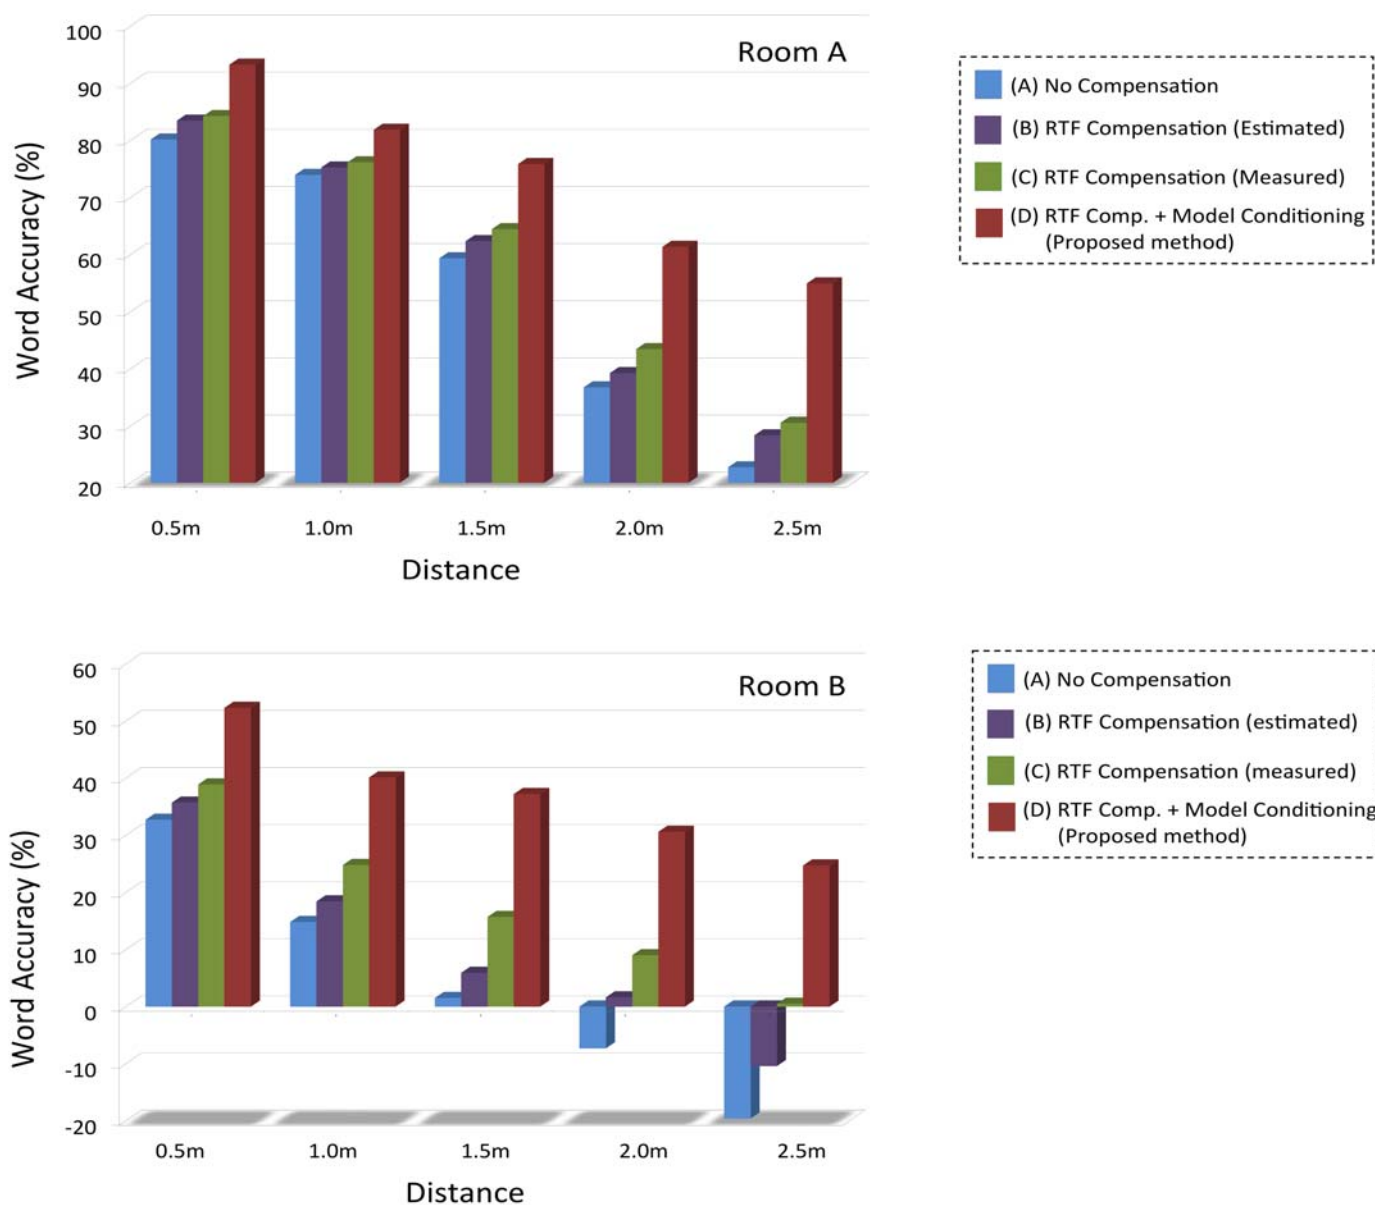 Room A
Word Accuracy (%)
100
90
80
70
60
50
40
30
20
0.5m 1.0m 1.5m 2.0m 2.5m
Distance
(A) No Compensation
(B) RTF Compensation (Estimated)
(C) RTF Compensation (Measured)
(D) RTF Comp. + Model Conditioning
(Proposed method)
Room B
Word Accuracy (%)
60
50
40
30
20
10
0
-10
-20
0.5m 1.0m 1.5m 2.0m 2.5m
Distance
(A) No Compensation
(B) RTF Compensation (estimated)
(C) RTF Compensation (measured)
(D) RTF Comp. + Model Conditioning
(Proposed method)